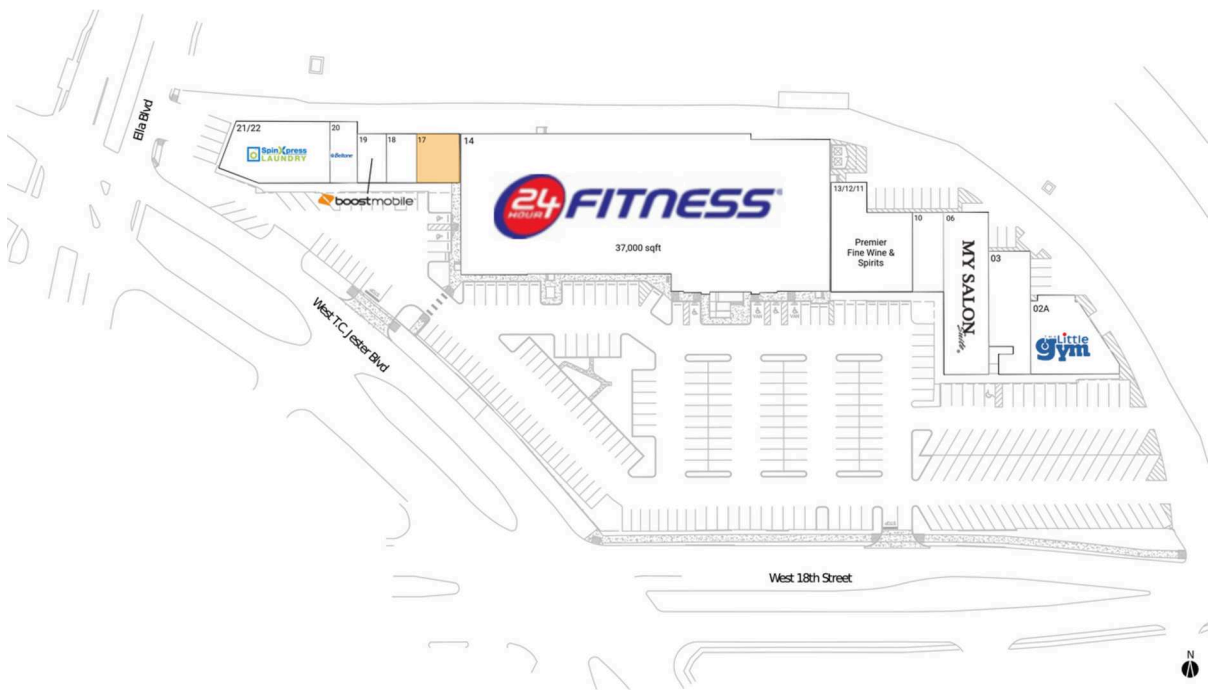 Ella Blvd
21/22
SpinXpress
LAUNDRY
20
Beltone
19
18
17
boostmobile
14
24
HOUR
FITNESS
37,000 sqft
13/12/11
Premier
Fine Wine &
Spirits
10
06
MY SALON
Suite
03
02A
the Little
gym
West T.C. Jester Blvd
West 18th Street
N